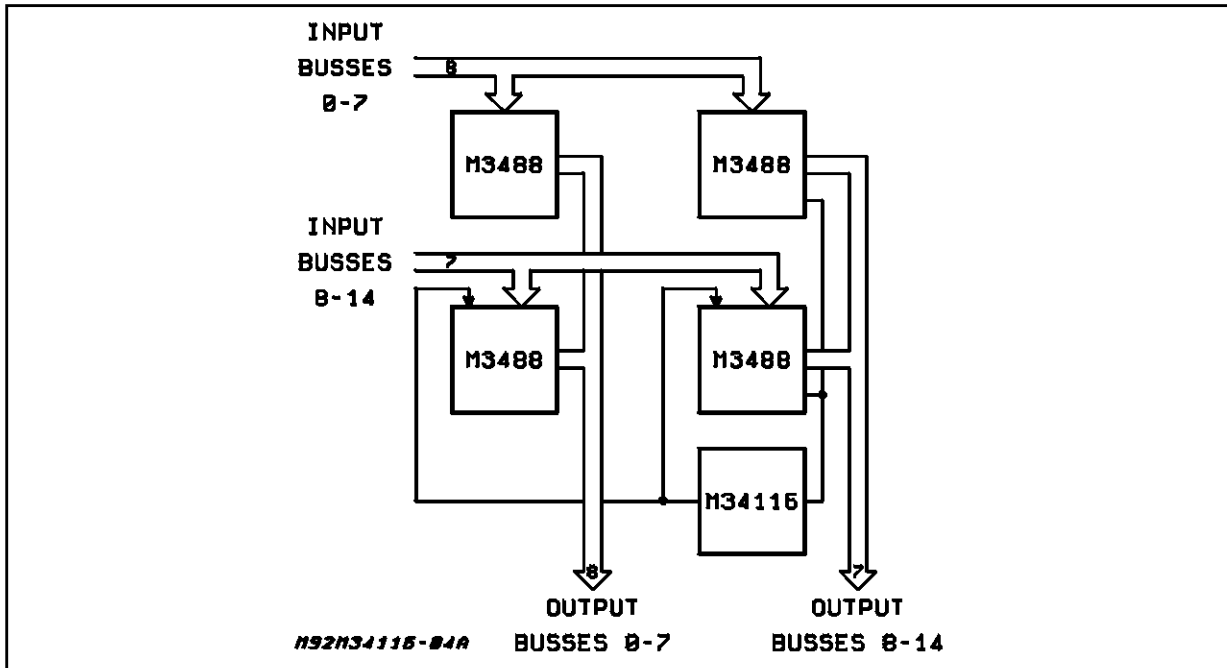 INPUT
BUSSES
0-7
8
M3488
M3488
INPUT
BUSSES
8-14
7
M3488
M3488
M34116
8
7
OUTPUT
BUSSES 0-7
OUTPUT
BUSSES 8-14
M92M34116-04A